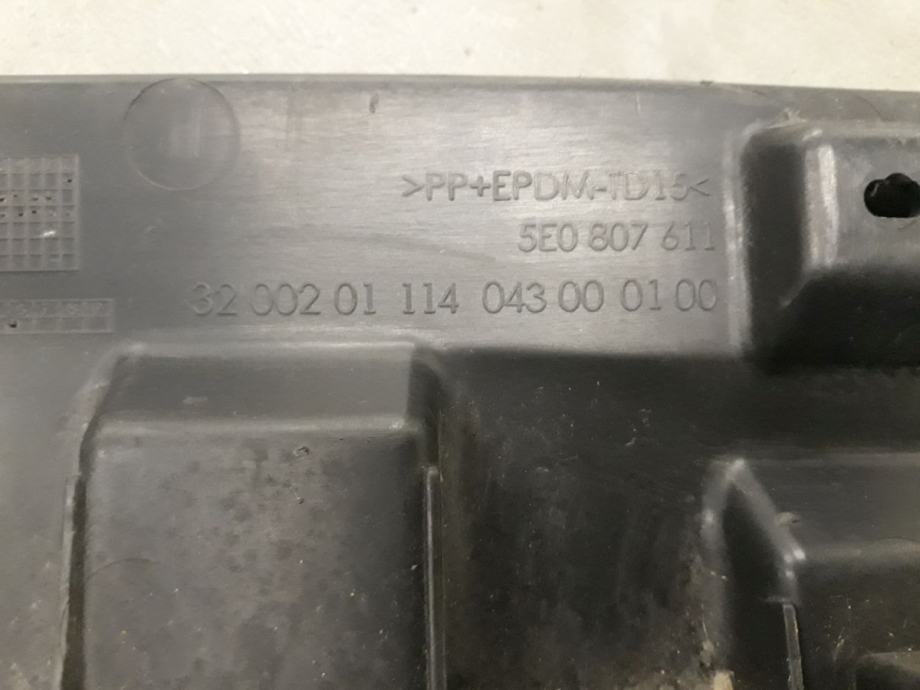 >PP+EPDM-TD15<
5E0 807 611
32 002 01 114 043 00 01 00